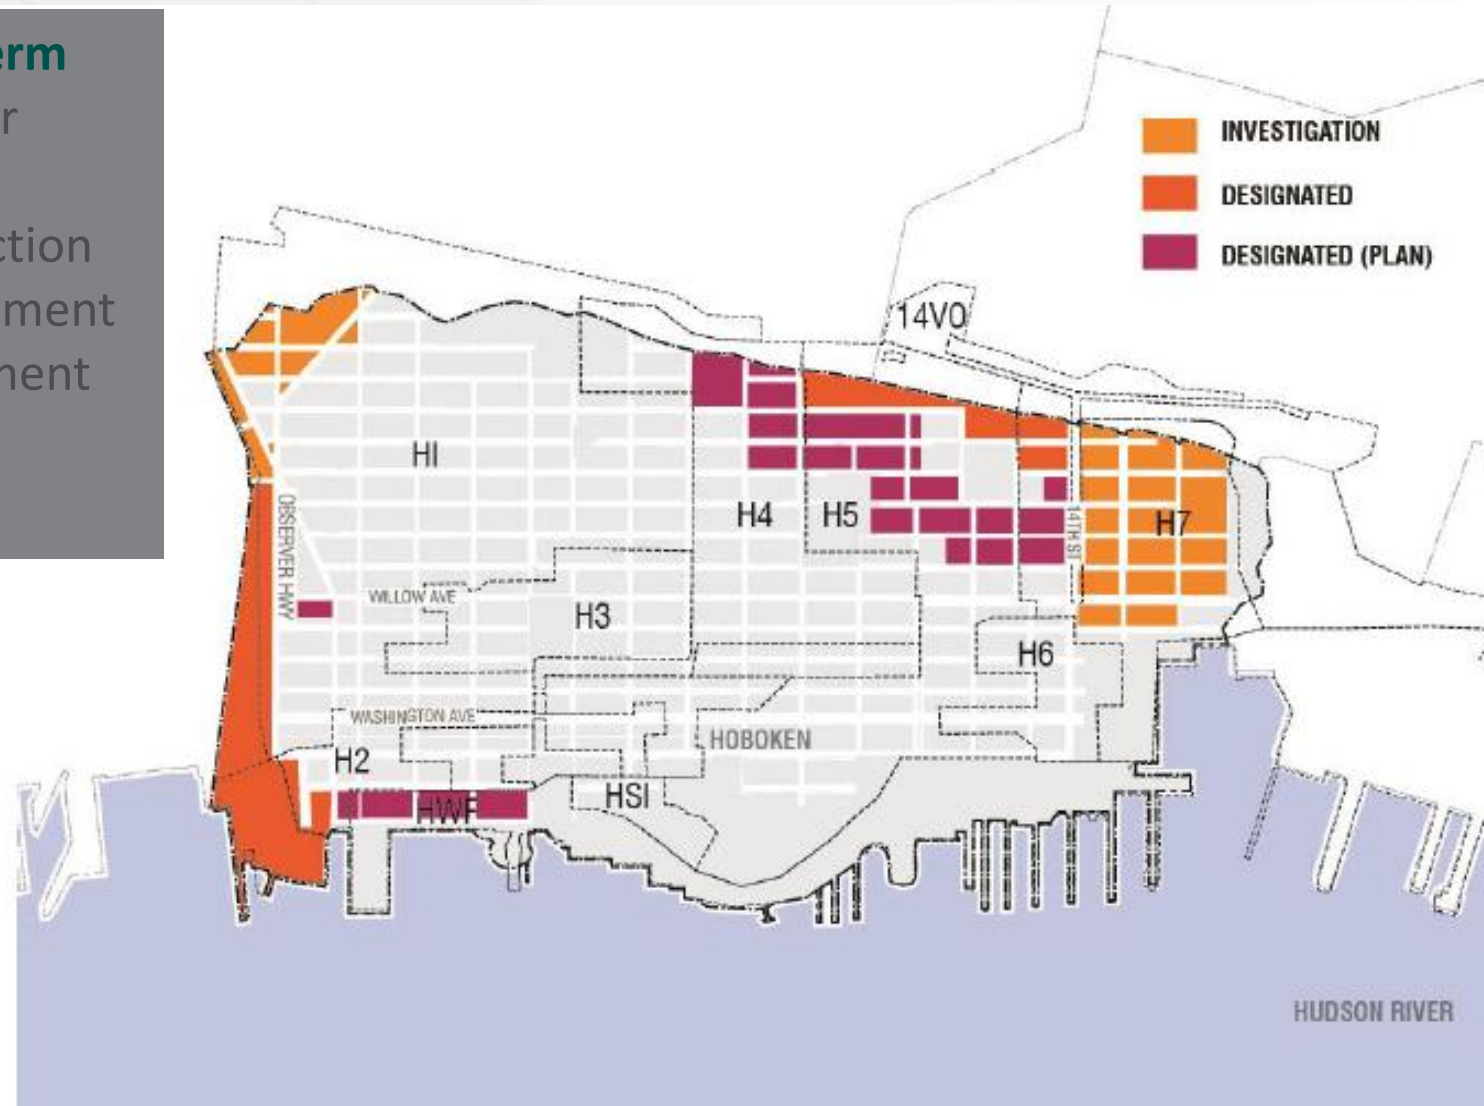 erm
r
ction
ment
nent
INVESTIGATION
DESIGNATED
DESIGNATED (PLAN)
14VO
HI
H4
H5
H7
OBSERVER HWY
14TH ST
WILLOW AVE
H3
H6
WASHINGTON AVE
HOBOKEN
H2
HSI
HWF
HUDSON RIVER